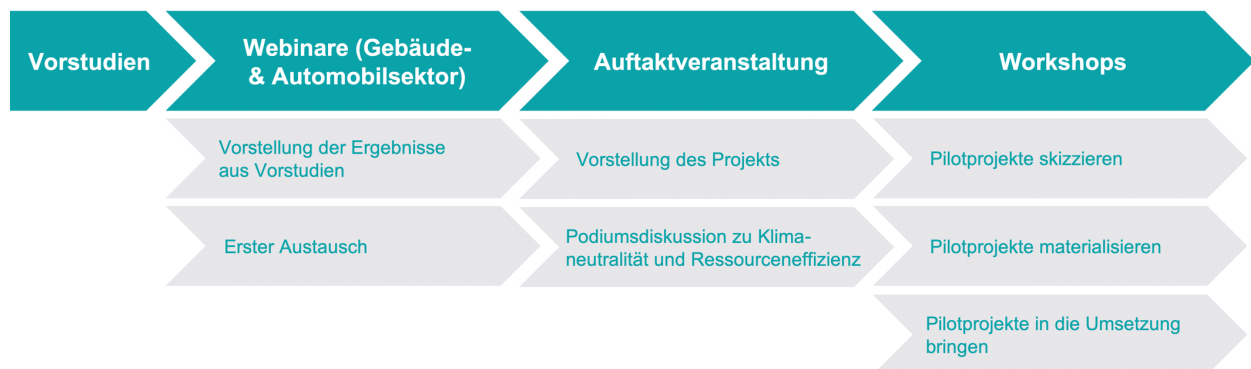 Vorstudien
Webinare (Gebäude-
& Automobilsektor)
Auftaktveranstaltung
Workshops
Vorstellung der Ergebnisse
aus Vorstudien
Vorstellung des Projekts
Pilotprojekte skizzieren
Erster Austausch
Podiumsdiskussion zu Klima-
neutralität und Ressourceneffizienz
Pilotprojekte materialisieren
Pilotprojekte in die Umsetzung
bringen